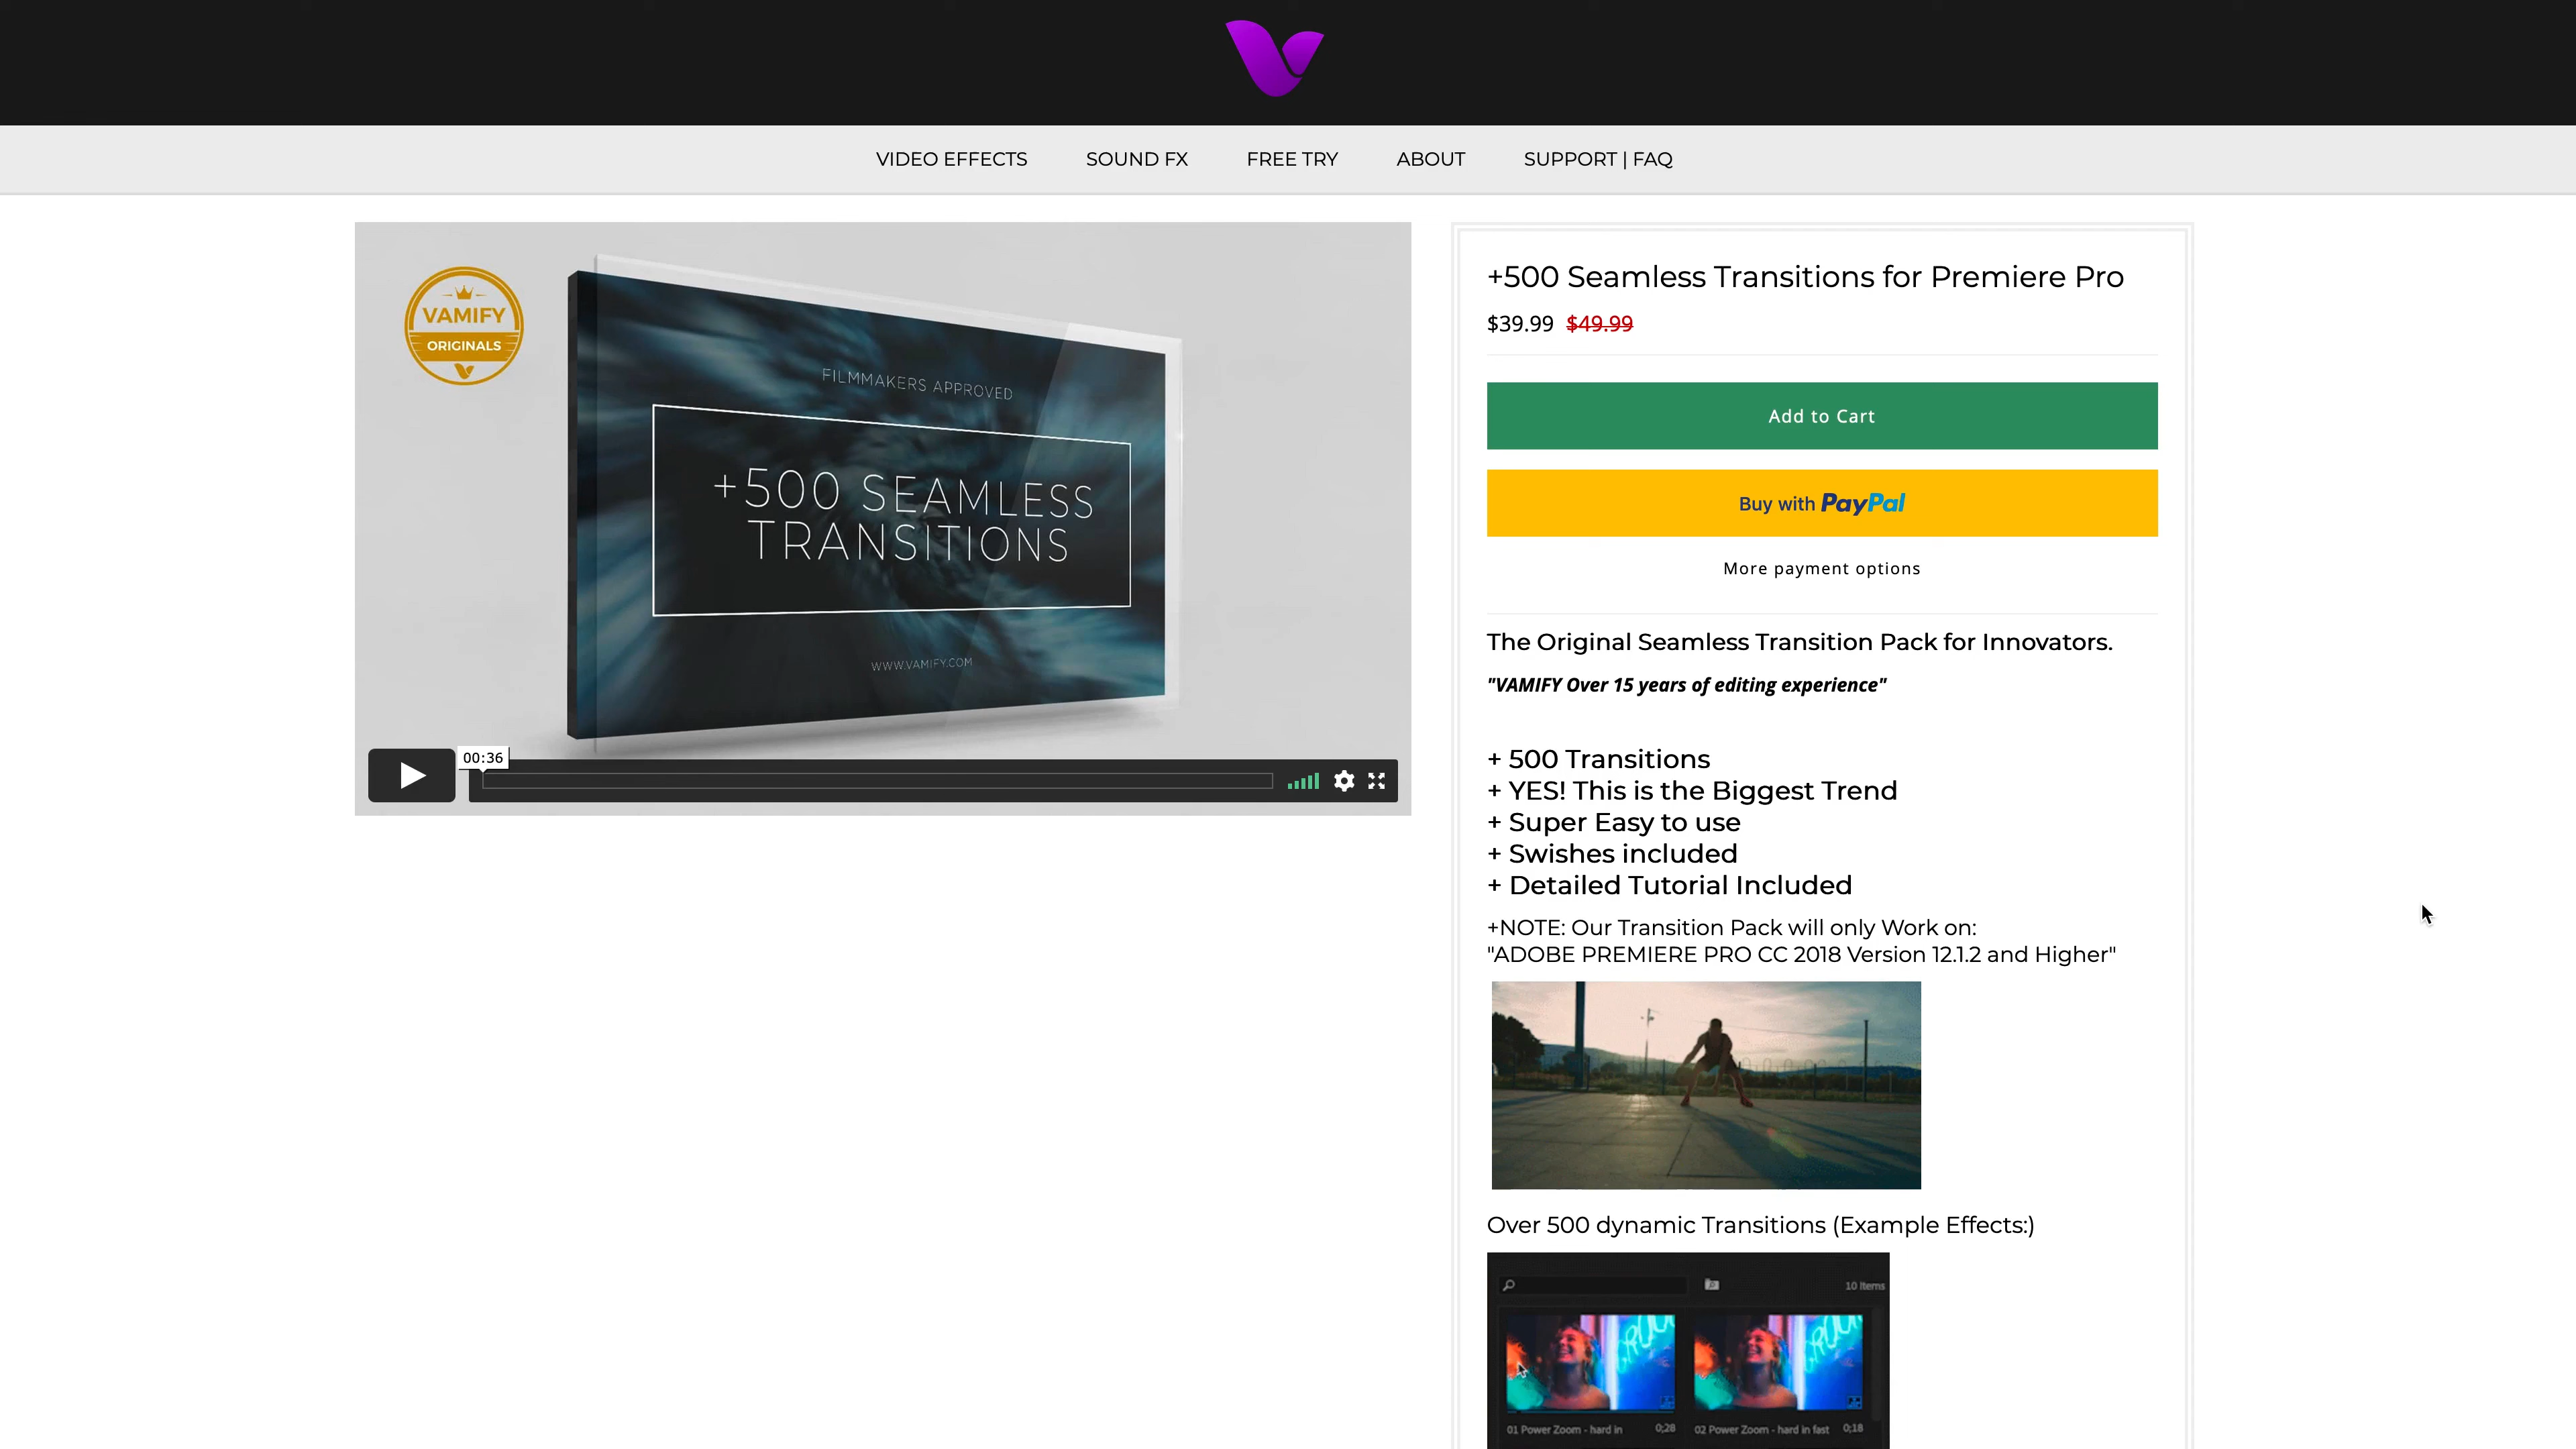 VIDEO EFFECTS
SOUND FX
FREE TRY
ABOUT
SUPPORT | FAQ
VAMIFY
ORIGINALS
FILMMAKERS APPROVED
+500 SEAMLESS
TRANSITIONS
WWW.VAMIFY.COM
00:36
+500 Seamless Transitions for Premiere Pro
$39.99 $49.99
Add to Cart
Buy with PayPal
More payment options
The Original Seamless Transition Pack for Innovators.
"VAMIFY Over 15 years of editing experience"
+ 500 Transitions
+ YES! This is the Biggest Trend
+ Super Easy to use
+ Swishes included
+ Detailed Tutorial Included
+NOTE: Our Transition Pack will only Work on:
"ADOBE PREMIERE PRO CC 2018 Version 12.1.2 and Higher"
Over 500 dynamic Transitions (Example Effects:)
10 Items
01 Power Zoom - hard in 0;28
02 Power Zoom - hard in fast 0;18